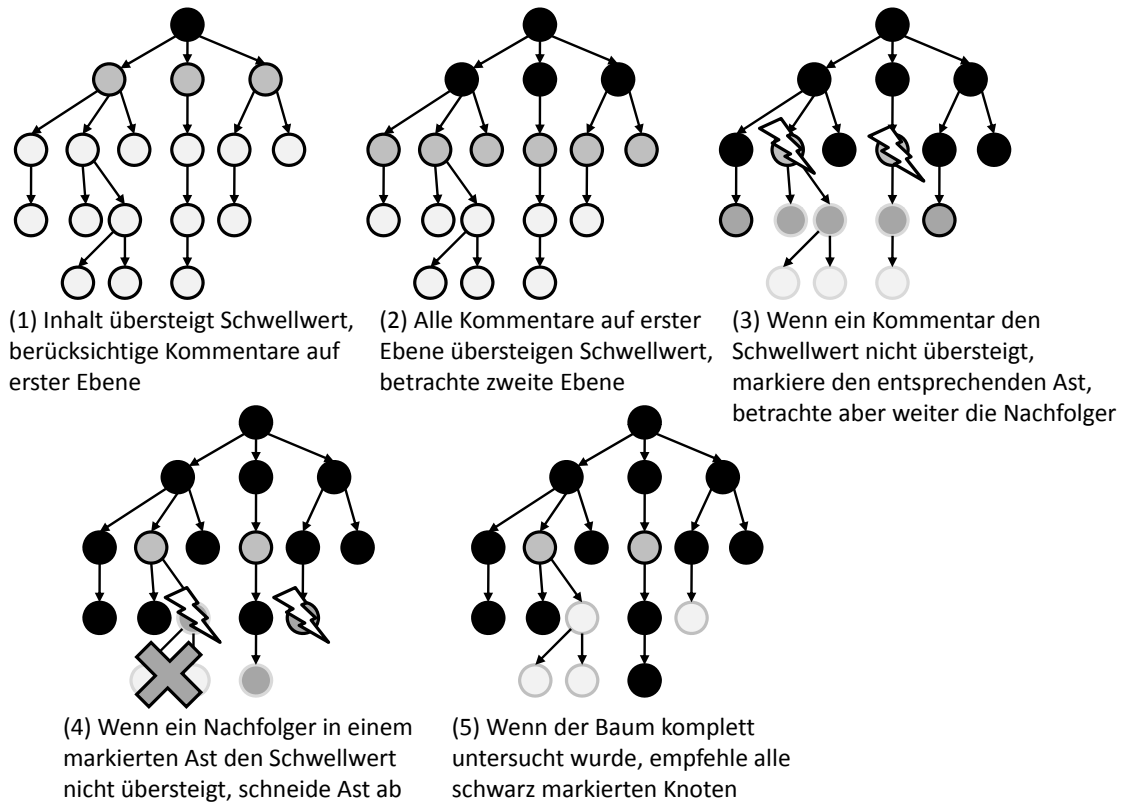 (1) Inhalt übersteigt Schwellwert,
berücksichtige Kommentare auf
erster Ebene
(2) Alle Kommentare auf erster
Ebene übersteigen Schwellwert,
betrachte zweite Ebene
(3) Wenn ein Kommentar den
Schwellwert nicht übersteigt,
markiere den entsprechenden Ast,
betrachte aber weiter die Nachfolger
(4) Wenn ein Nachfolger in einem
markierten Ast den Schwellwert
nicht übersteigt, schneide Ast ab
(5) Wenn der Baum komplett
untersucht wurde, empfehle alle
schwarz markierten Knoten